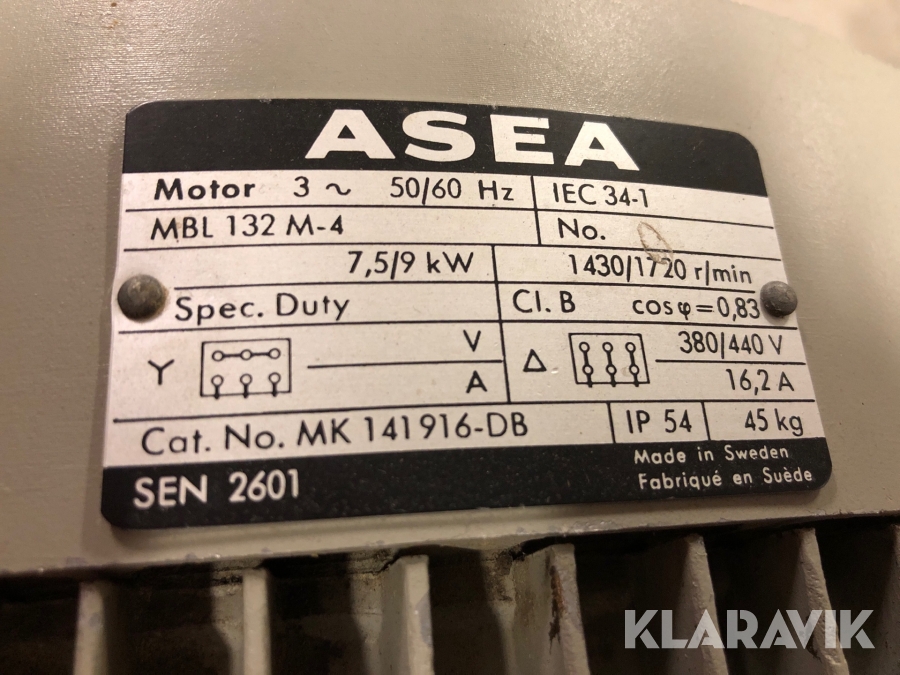 ASEA
Motor 3 ~ 50/60 Hz IEC 34-1
MBL 132 M-4 No.
7,5/9 kW 1430/1720 r/min
Spec. Duty Cl. B cosφ=0,83
Y V Δ 380/440 V
A 16,2 A
Cat. No. MK 141916-DB IP 54 45 kg
SEN 2601 Made in Sweden
Fabriqué en Suède
KLARAVIK